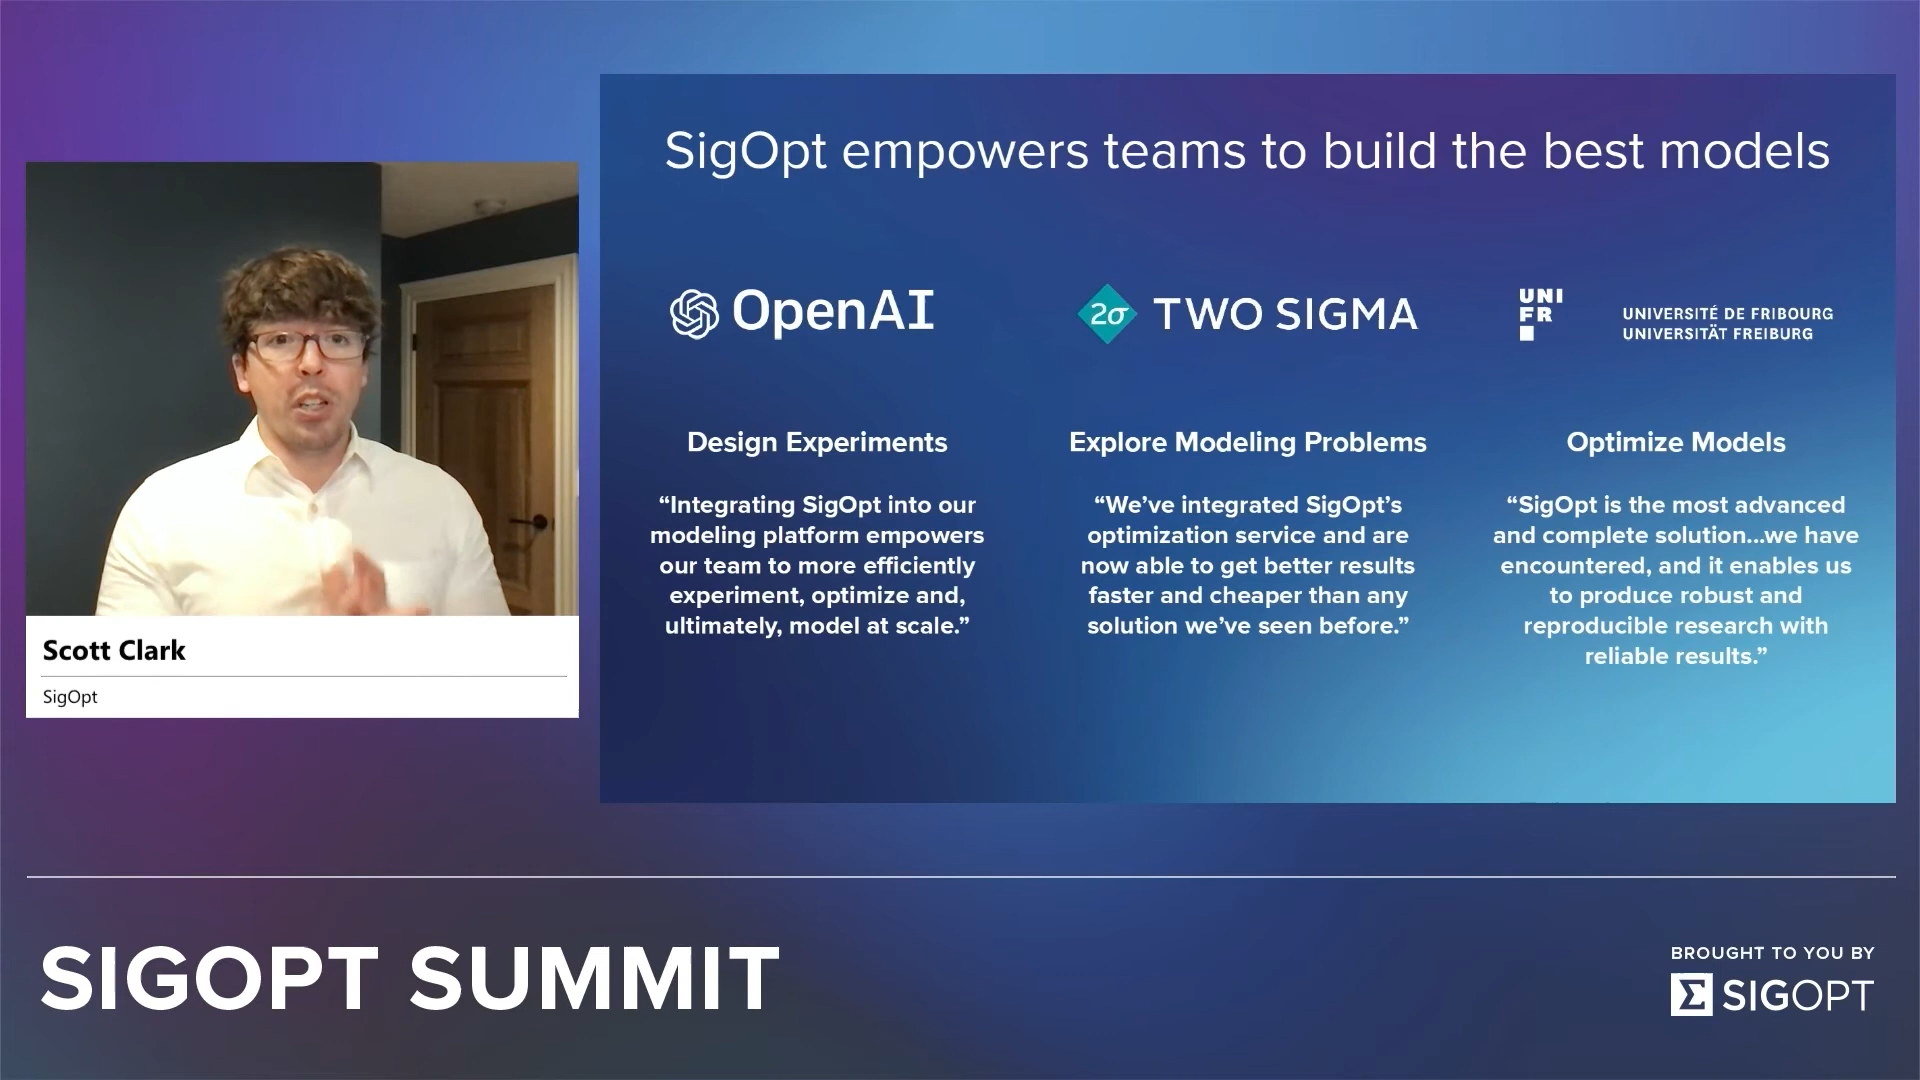 SigOpt empowers teams to build the best models
OpenAI
2σ TWO SIGMA
UNI
FR
UNIVERSITÉ DE FRIBOURG
UNIVERSITÄT FREIBURG
Design Experiments
“Integrating SigOpt into our
modeling platform empowers
our team to more efficiently
experiment, optimize and,
ultimately, model at scale.”
Explore Modeling Problems
“We’ve integrated SigOpt’s
optimization service and are
now able to get better results
faster and cheaper than any
solution we’ve seen before.”
Optimize Models
“SigOpt is the most advanced
and complete solution...we have
encountered, and it enables us
to produce robust and
reproducible research with
reliable results.”
Scott Clark
SigOpt
SIGOPT SUMMIT
BROUGHT TO YOU BY
Σ SIGOPT